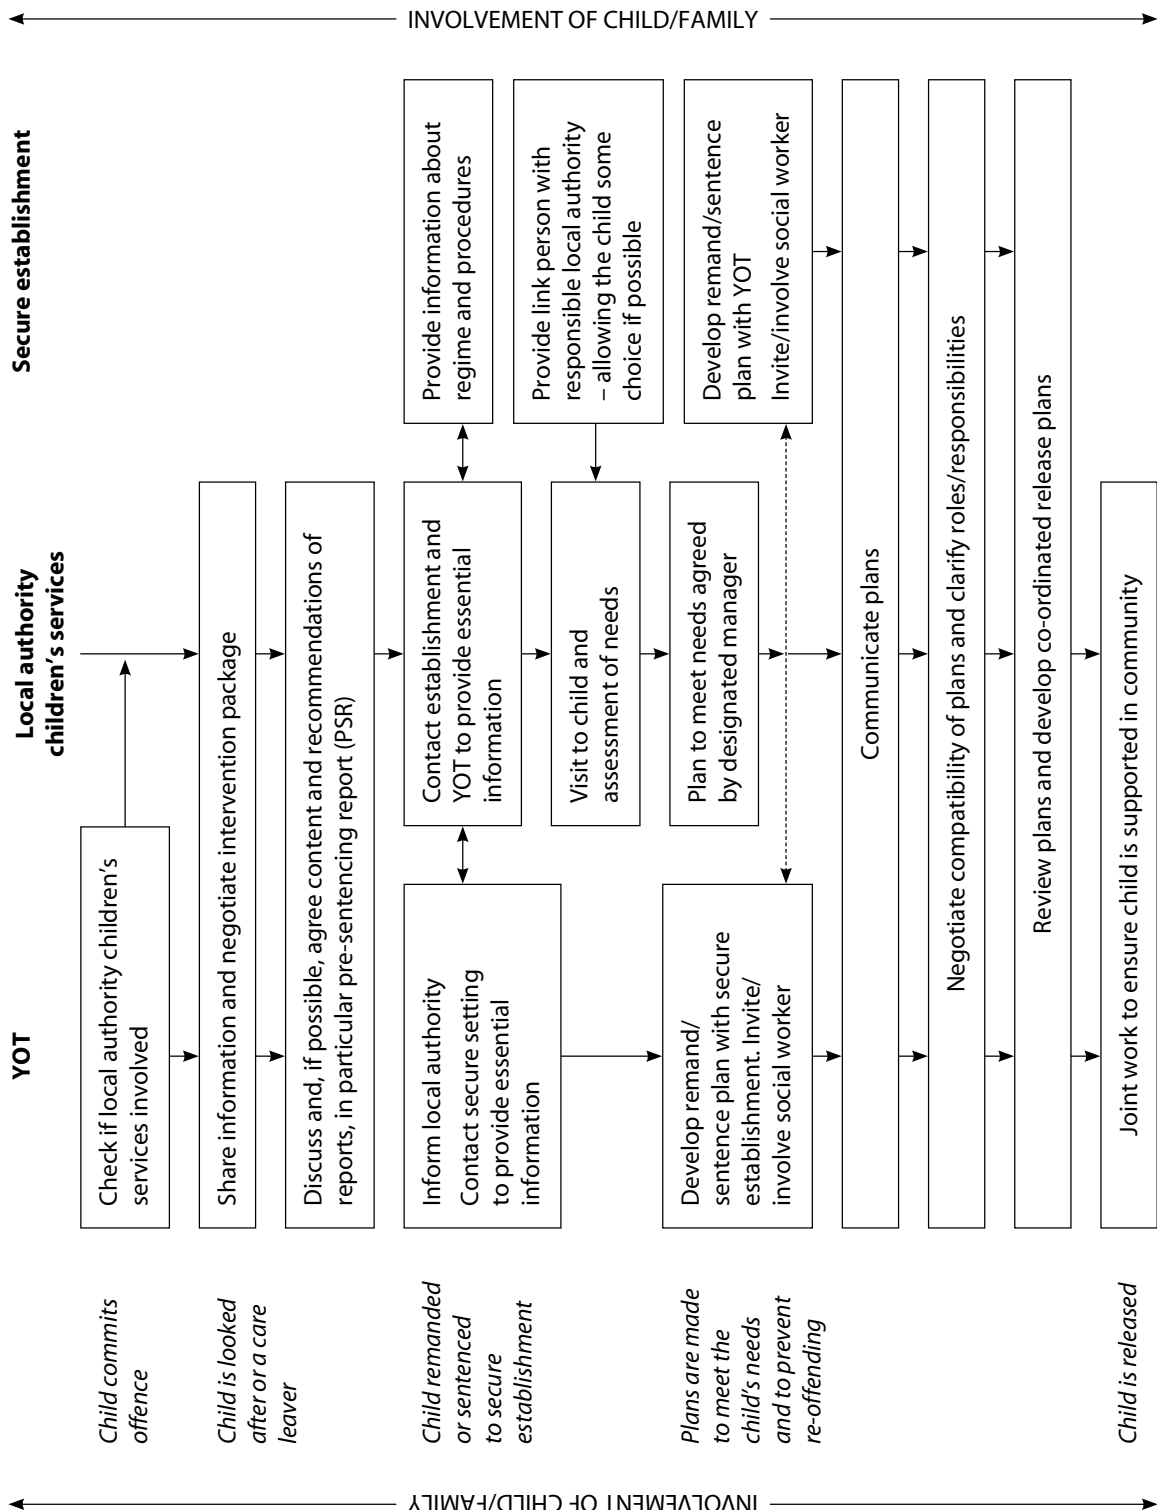 INVOLVEMENT OF CHILD/FAMILY
YOT
Local authority
children's services
Secure establishment
Child commits
offence
Check if local authority children's
services involved
Child is looked
after or a care
leaver
Share information and negotiate intervention package
Discuss and, if possible, agree content and recommendations of
reports, in particular pre-sentencing report (PSR)
Child remanded
or sentenced
to secure
establishment
Inform local authority
Contact secure setting
to provide essential
information
Contact establishment and
YOT to provide essential
information
Provide information about
regime and procedures
Visit to child and
assessment of needs
Provide link person with
responsible local authority
– allowing the child some
choice if possible
Plans are made
to meet the
child's needs
and to prevent
re-offending
Develop remand/
sentence plan with secure
establishment. Invite/
involve social worker
Plan to meet needs agreed
by designated manager
Develop remand/sentence
plan with YOT
Invite/involve social worker
Communicate plans
Negotiate compatibility of plans and clarify roles/responsibilities
Review plans and develop co-ordinated release plans
Child is released
Joint work to ensure child is supported in community
INVOLVEMENT OF CHILD/FAMILY